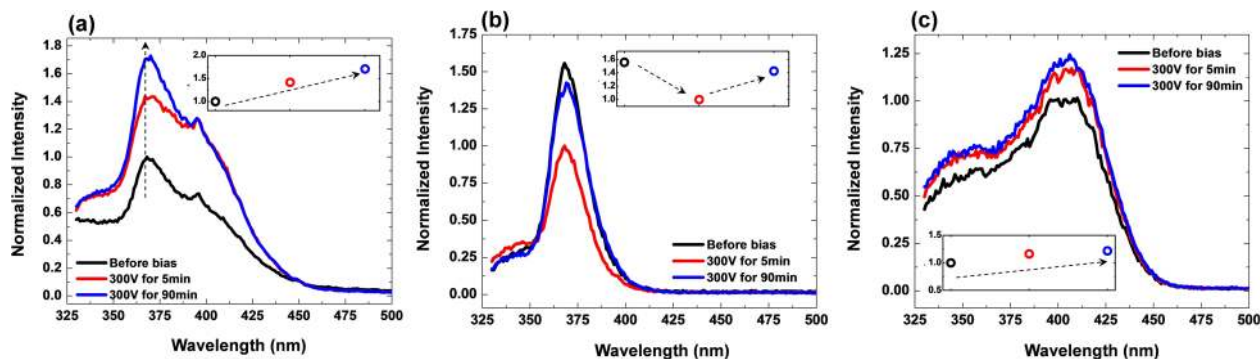 (a)
Normalized Intensity
1.8
1.6
1.4
1.2
1.0
0.8
0.6
0.4
0.2
0.0
2.0
1.5
1.0
Before bias
300V for 5min
300V for 90min
325 350 375 400 425 450 475 500
Wavelength (nm)
(b)
Normalized Intensity
1.75
1.50
1.25
1.00
0.75
0.50
0.25
0.00
1.6
1.4
1.2
1.0
Before bias
300V for 5min
300V for 90min
325 350 375 400 425 450 475 500
Wavelength (nm)
(c)
Normalized Intensity
1.25
1.00
0.75
0.50
0.25
0.00
Before bias
300V for 5min
300V for 90min
1.5
1.0
0.5
325 350 375 400 425 450 475 500
Wavelength (nm)